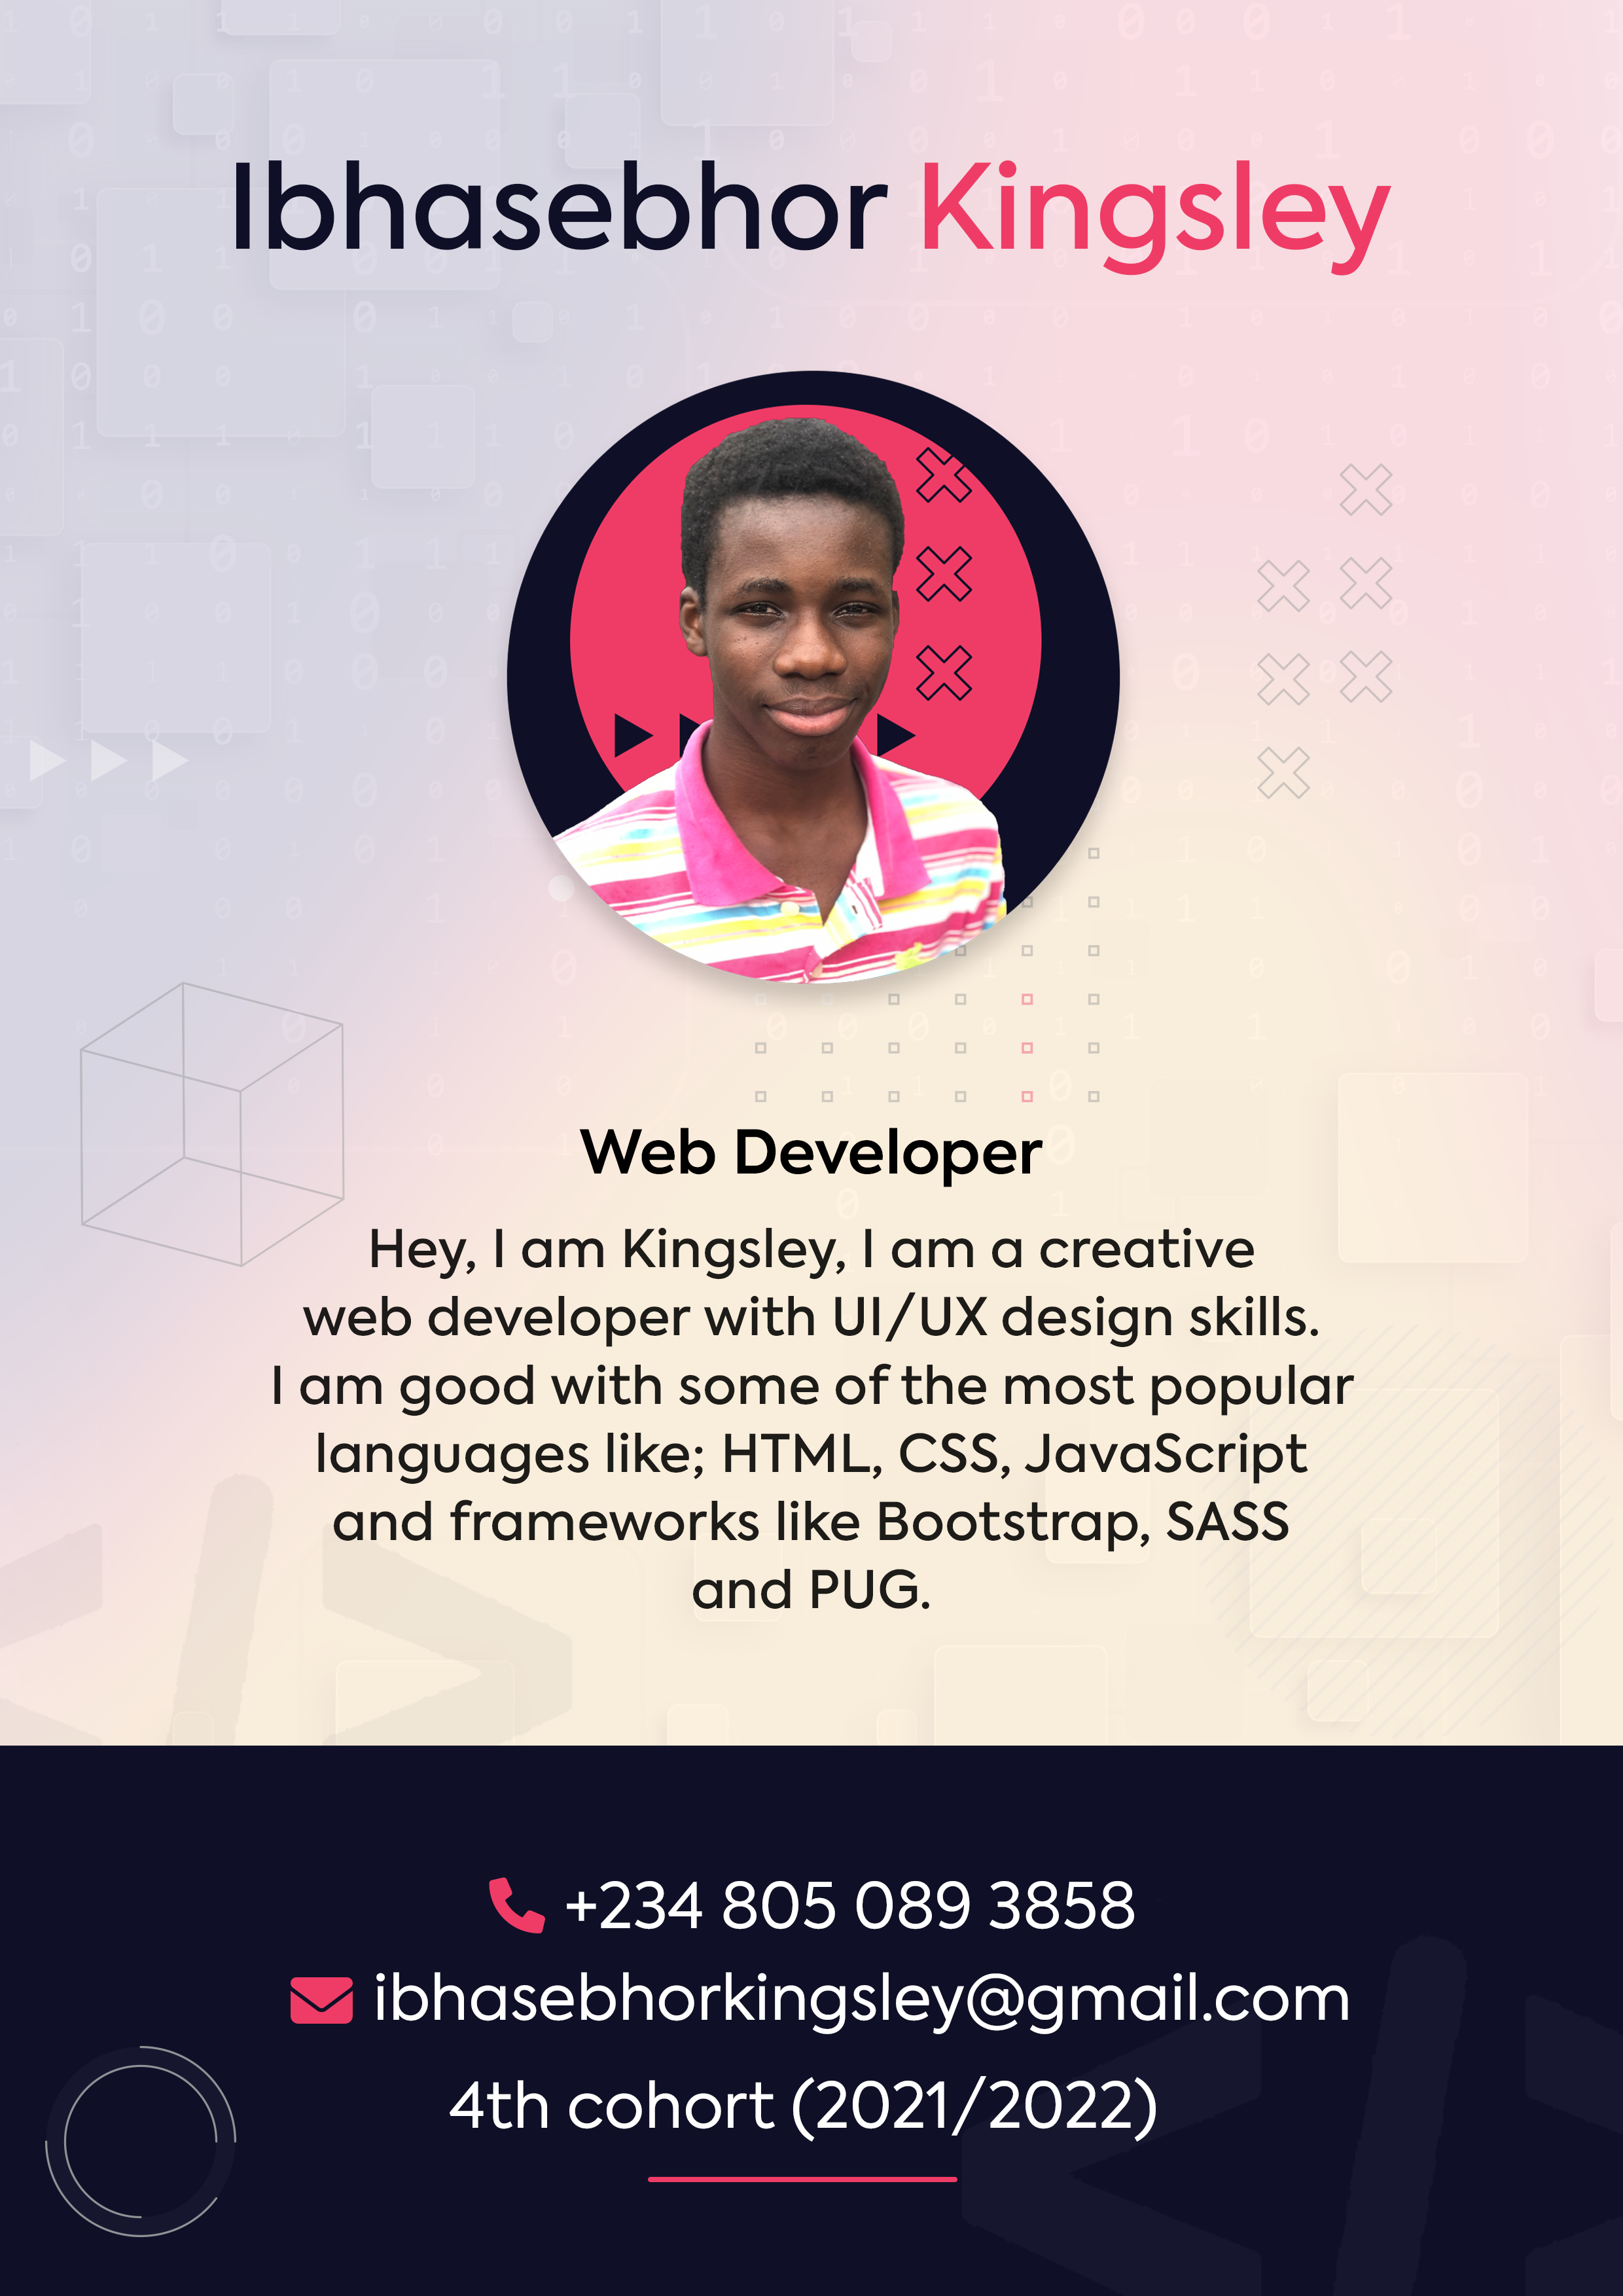 Ibhasebhor Kingsley
Web Developer
Hey, I am Kingsley, I am a creative
web developer with UI/UX design skills.
I am good with some of the most popular
languages like; HTML, CSS, JavaScript
and frameworks like Bootstrap, SASS
and PUG.
+234 805 089 3858
ibhasebhorkingsley@gmail.com
4th cohort (2021/2022)